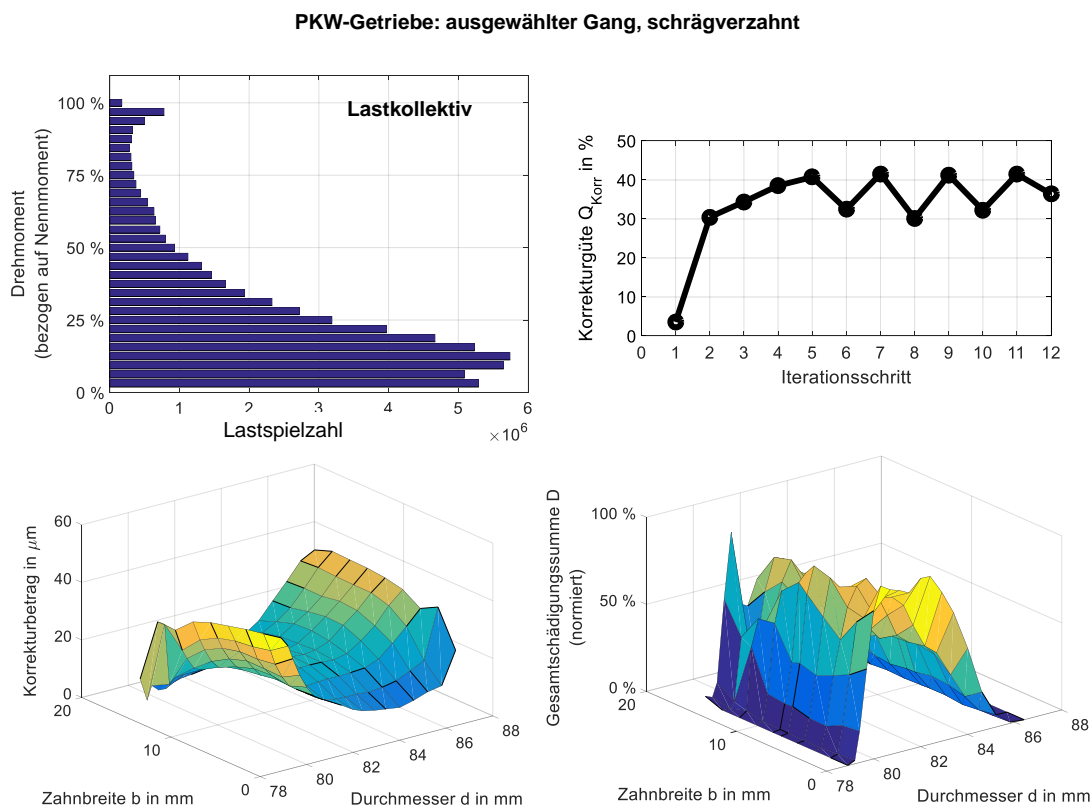 PKW-Getriebe: ausgewählter Gang, schrägverzahnt
Lastkollektiv
Drehmoment
(bezogen auf Nennmoment)
100 %
75 %
50 %
25 %
0 %
0 1 2 3 4 5 6
Lastspielzahl
×10^6
Korrekturgüte Q_Korr in %
50
40
30
20
10
0
0 1 2 3 4 5 6 7 8 9 10 11 12
Iterationsschritt
Korrekturbetrag in μm
60
40
20
0
20
10
0
78
80
82
84
86
88
Zahnbreite b in mm
Durchmesser d in mm
Gesamtschädigungssumme D
(normiert)
100 %
50 %
0 %
20
10
0
78
80
82
84
86
88
Zahnbreite b in mm
Durchmesser d in mm